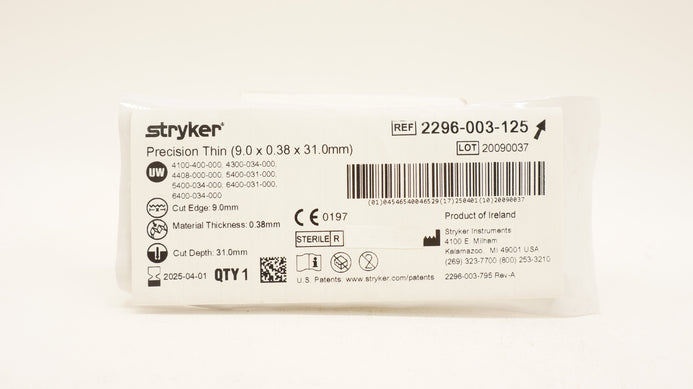 stryker®
REF 2296-003-125
LOT 20090037
Precision Thin (9.0 x 0.38 x 31.0mm)
UW
4100-400-000, 4300-034-000,
4408-000-000, 5400-031-000,
5400-034-000, 6400-031-000,
6400-034-000
(01)04546540046529(17)250401(10)20090037
Cut Edge: 9.0mm
Material Thickness: 0.38mm
Cut Depth: 31.0mm
2025-04-01 QTY 1
CE 0197
STERILE R
2
U.S. Patents: www.stryker.com/patents
Product of Ireland
Stryker Instruments
4100 E. Milham
Kalamazoo, MI 49001 USA
(269) 323-7700 (800) 253-3210
2296-003-795 Rev-A